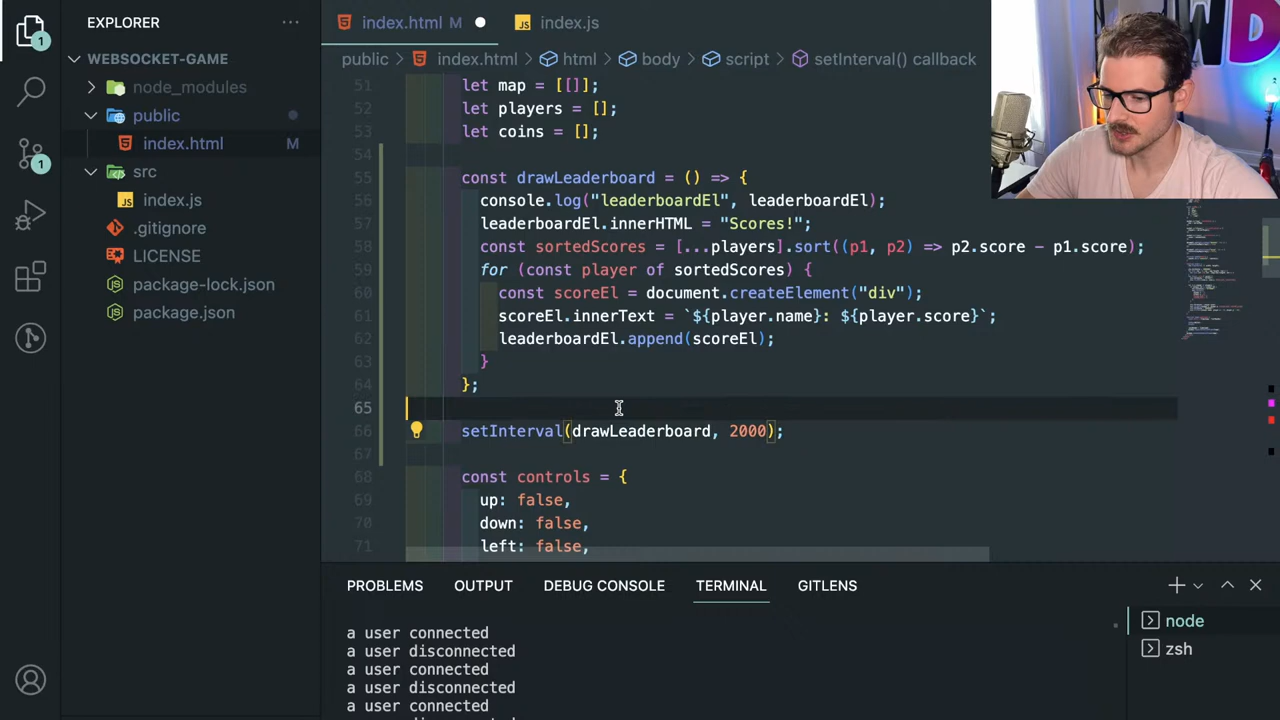 EXPLORER
index.html M
JS index.js
WEBSOCKET-GAME
public > index.html > html > body > script > setInterval() callback
node_modules
public
index.html M
src
JS index.js
.gitignore
LICENSE
package-lock.json
package.json
1
1
51 let map = [[]];
52 let players = [];
53 let coins = [];
54
55 const drawLeaderboard = () => {
56 console.log("leaderboardEl", leaderboardEl);
57 leaderboardEl.innerHTML = "Scores!";
58 const sortedScores = [...players].sort((p1, p2) => p2.score - p1.score);
59 for (const player of sortedScores) {
60 const scoreEl = document.createElement("div");
61 scoreEl.innerText = `${player.name}: ${player.score}`;
62 leaderboardEl.append(scoreEl);
63 }
64 };
65
66 setInterval(drawLeaderboard, 2000);
67
68 const controls = {
69 up: false,
70 down: false,
71 left: false,
PROBLEMS OUTPUT DEBUG CONSOLE TERMINAL GITLENS
a user connected
a user disconnected
a user connected
a user disconnected
a user connected
node
zsh